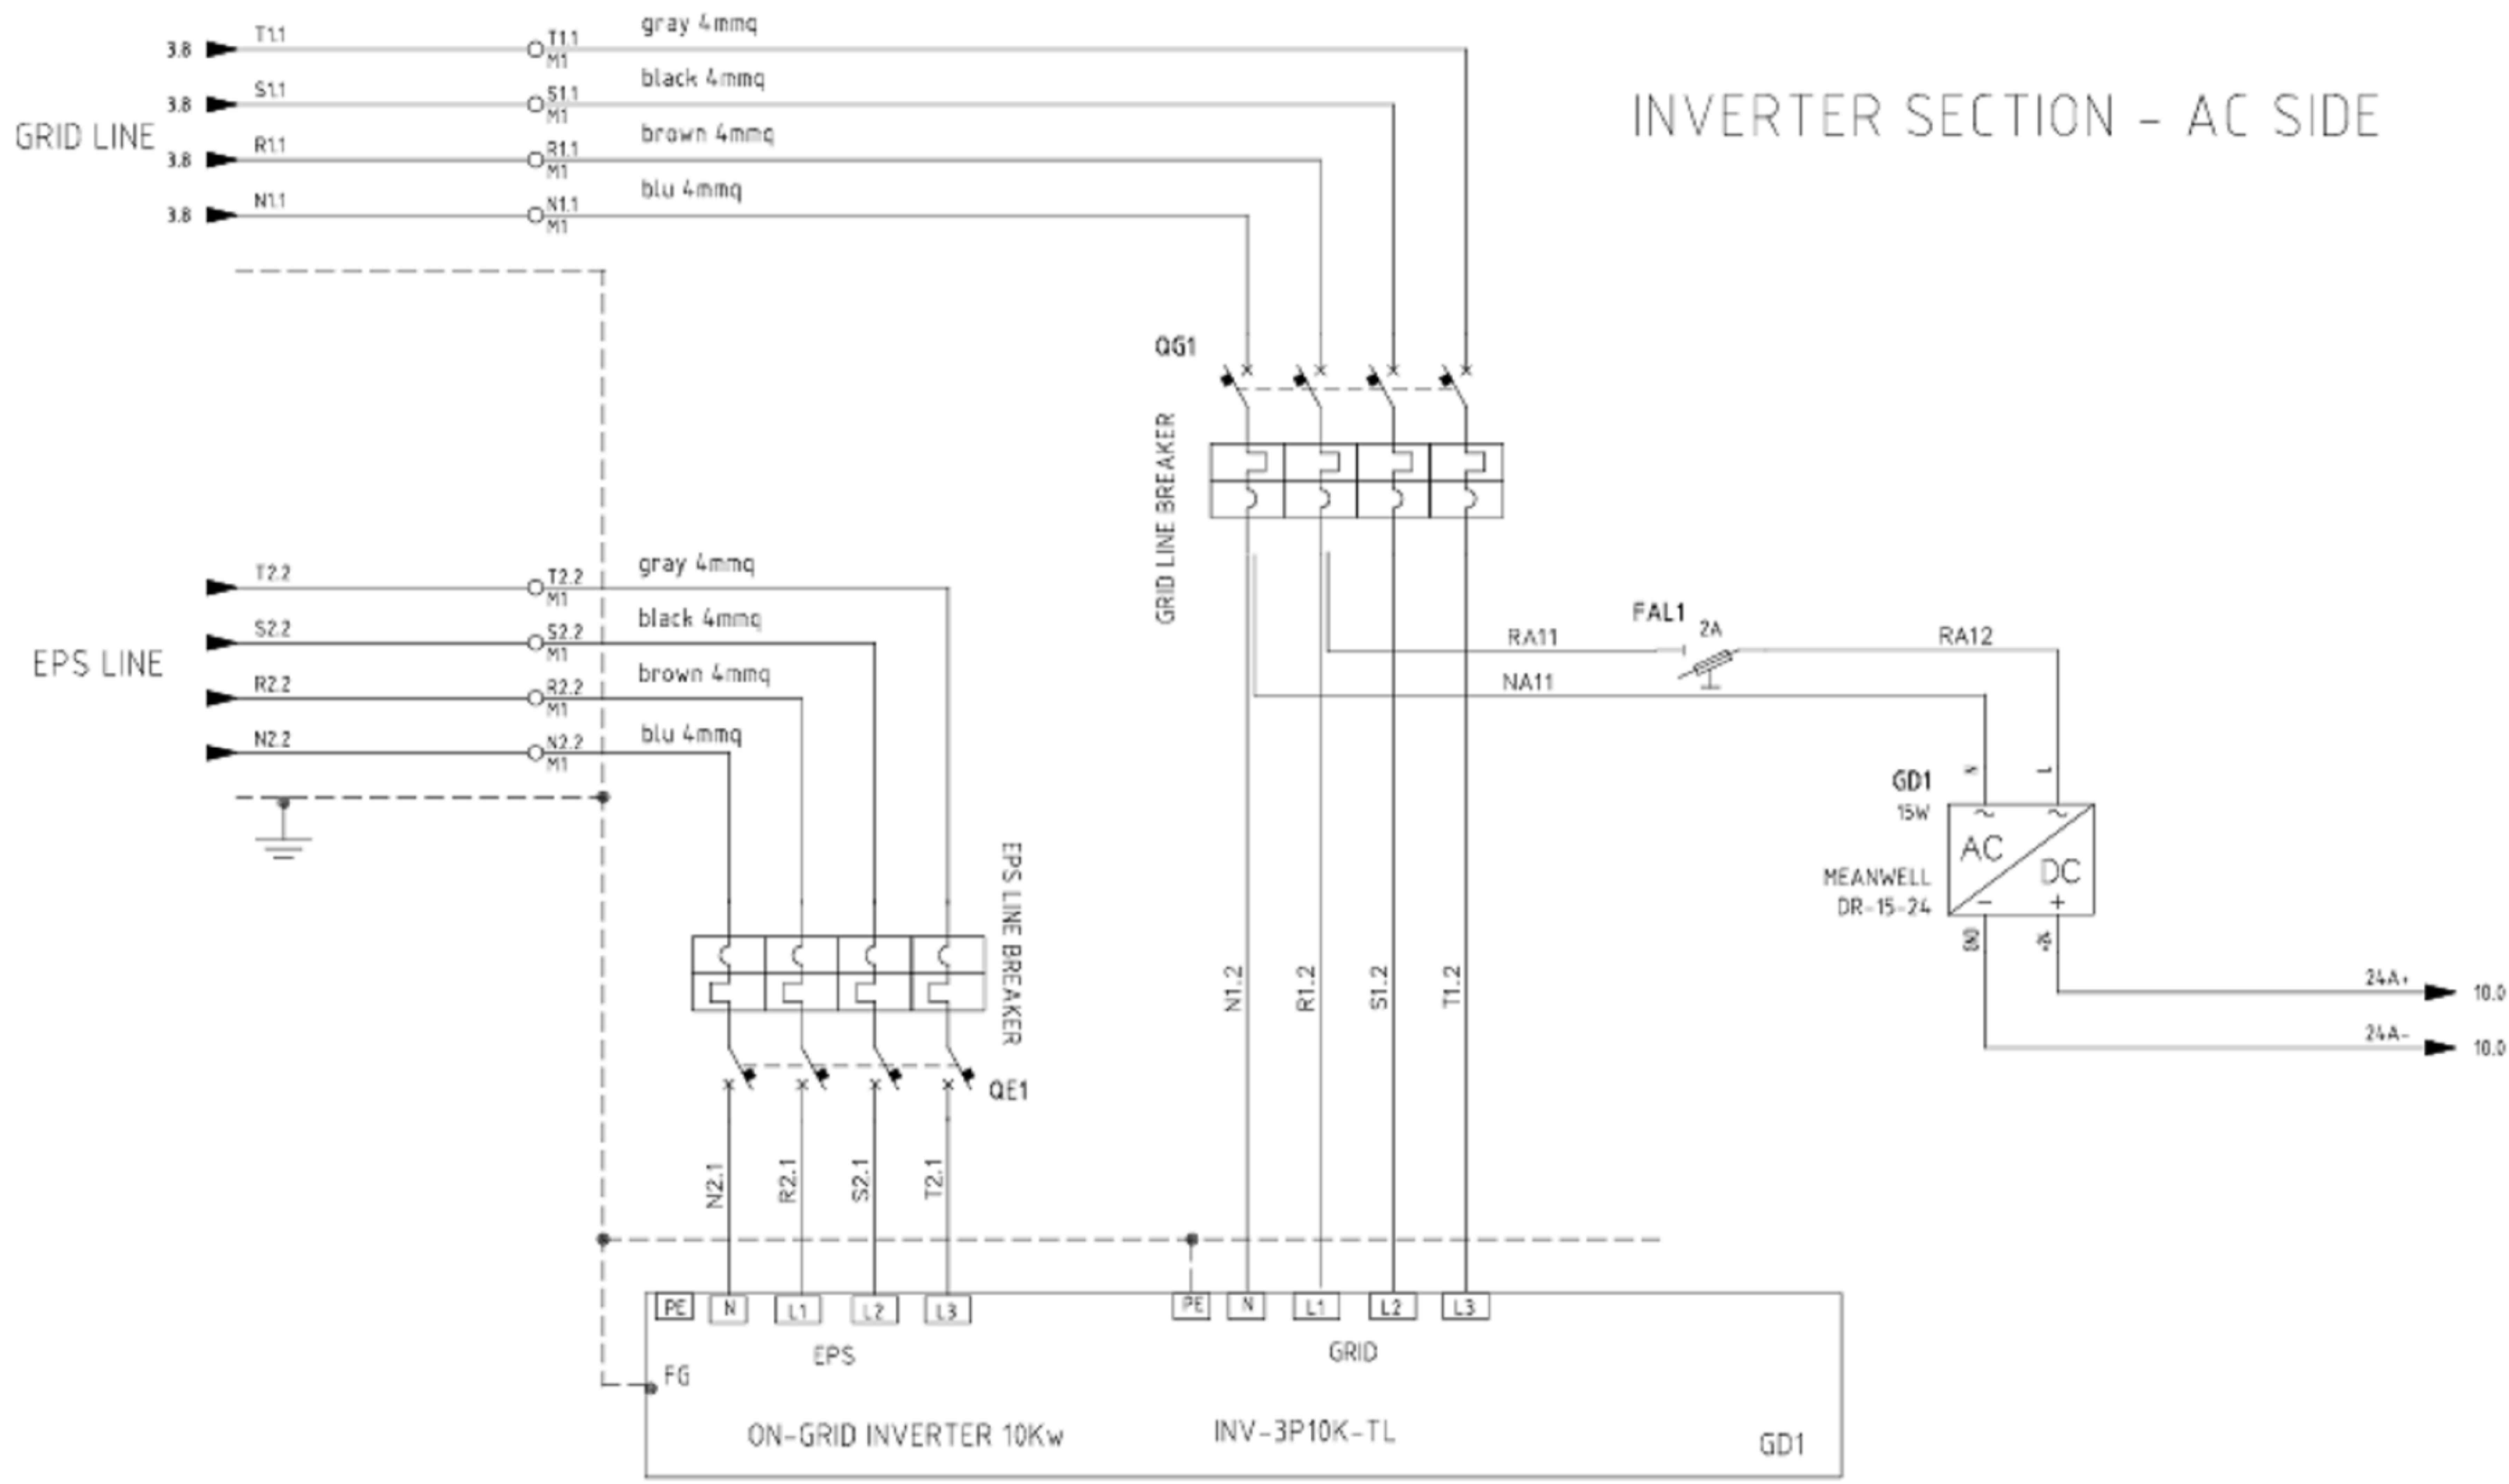 INVERTER SECTION - AC SIDE
GRID LINE
3.8
T1.1
T1.1
M1
gray 4mmq
3.8
S1.1
S1.1
M1
black 4mmq
3.8
R1.1
R1.1
M1
brown 4mmq
3.8
N1.1
N1.1
M1
blu 4mmq
QG1
GRID LINE BREAKER
EPS LINE
T2.2
T2.2
M1
gray 4mmq
S2.2
S2.2
M1
black 4mmq
R2.2
R2.2
M1
brown 4mmq
N2.2
N2.2
M1
blu 4mmq
RA11
FAL1
2A
RA12
NA11
N
L
GD1
15W
AC
DC
MEANWELL
DR-15-24
-
+
GND
+24
24A+
10.0
24A-
10.0
EPS LINE BREAKER
QE1
N1.2
R1.2
S1.2
T1.2
N2.1
R2.1
S2.1
T2.1
PE
N
L1
L2
L3
EPS
PE
N
L1
L2
L3
GRID
FG
ON-GRID INVERTER 10Kw
INV-3P10K-TL
GD1